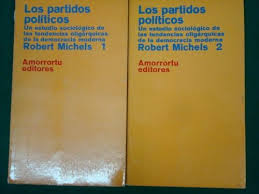 Los partidos
políticos
Un estudio sociológico de
las tendencias oligárquicas
de la democracia moderna
Robert Michels 1
Amorrortu
editores
Los partidos
políticos
Un estudio sociológico de
las tendencias oligárquicas
de la democracia moderna
Robert Michels 2
Amorrortu
editores